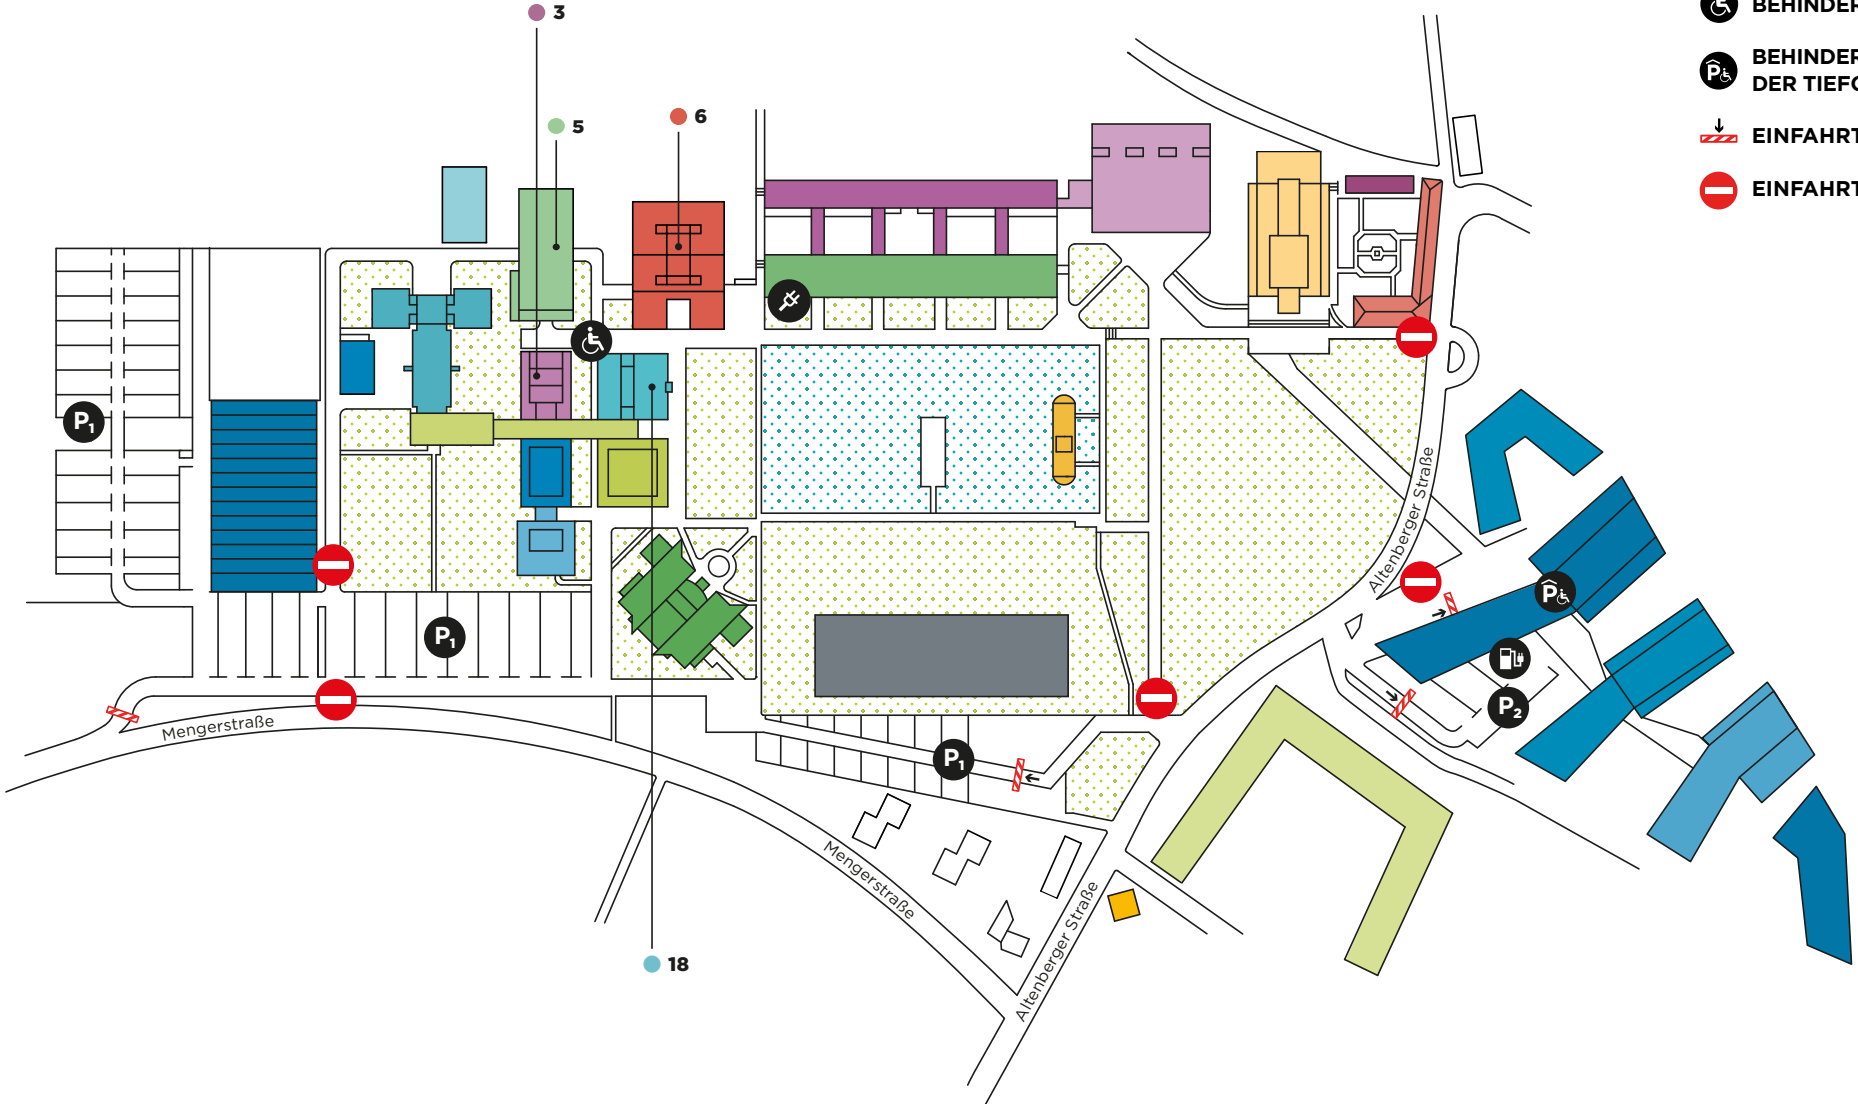 3
5
6
BEHINDER
BEHINDER
DER TIEFG
EINFAHRT
EINFAHRT
P1
P
P1
P2
P1
18
Mengerstraße
Mengerstraße
Altenberger Straße
Altenberger Straße
P